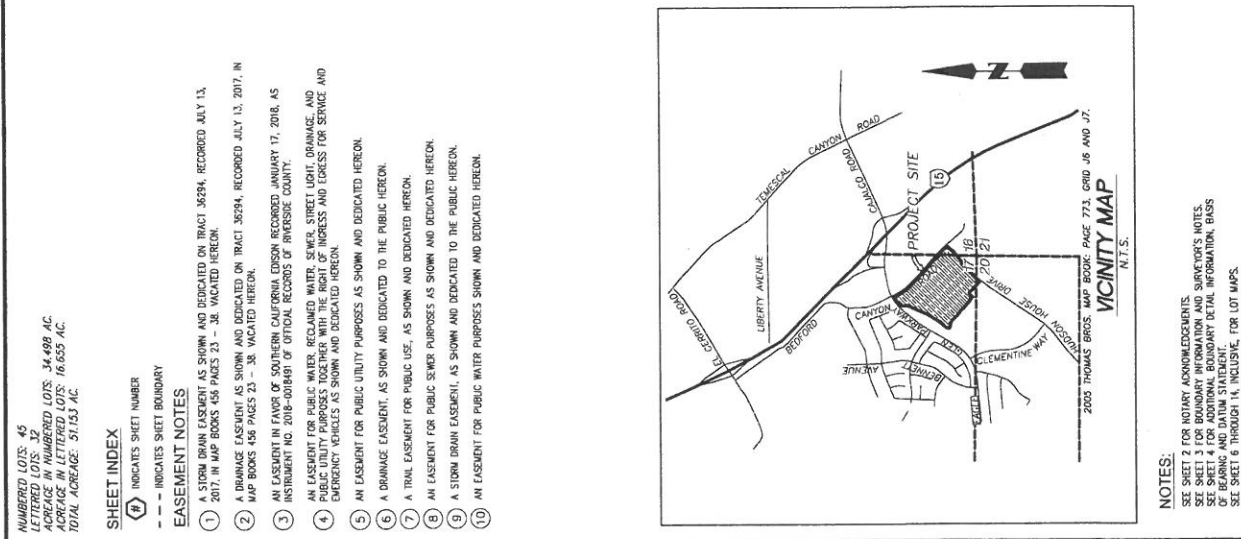 NUMBERED LOTS: 45
LETTERED LOTS: 32
ACREAGE IN NUMBERED LOTS: 34.498 AC.
ACREAGE IN LETTERED LOTS: 16.655 AC.
TOTAL ACREAGE: 51.153 AC.
SHEET INDEX
# INDICATES SHEET NUMBER
--- INDICATES SHEET BOUNDARY
EASEMENT NOTES
1 A STORM DRAIN EASEMENT AS SHOWN AND DEDICATED ON TRACT 36294, RECORDED JULY 13,
2017, IN MAP BOOKS 456 PAGES 23 - 38. VACATED HEREON.
2 A DRAINAGE EASEMENT AS SHOWN AND DEDICATED ON TRACT 36294, RECORDED JULY 13, 2017, IN
MAP BOOKS 456 PAGES 23 - 38. VACATED HEREON.
3 AN EASEMENT IN FAVOR OF SOUTHERN CALIFORNIA EDISON RECORDED JANUARY 17, 2018, AS
INSTRUMENT NO. 2018-0018491 OF OFFICIAL RECORDS OF RIVERSIDE COUNTY.
4 AN EASEMENT FOR PUBLIC WATER, RECLAIMED WATER, SEWER, STREET LIGHT, DRAINAGE, AND
PUBLIC UTILITY PURPOSES TOGETHER WITH THE RIGHT OF INGRESS AND EGRESS FOR SERVICE AND
EMERGENCY VEHICLES AS SHOWN AND DEDICATED HEREON.
5 AN EASEMENT FOR PUBLIC UTILITY PURPOSES AS SHOWN AND DEDICATED HEREON.
6 A DRAINAGE EASEMENT, AS SHOWN AND DEDICATED TO THE PUBLIC HEREON.
7 A TRAIL EASEMENT FOR PUBLIC USE, AS SHOWN AND DEDICATED HEREON.
8 AN EASEMENT FOR PUBLIC SEWER PURPOSES AS SHOWN AND DEDICATED HEREON.
9 A STORM DRAIN EASEMENT, AS SHOWN AND DEDICATED TO THE PUBLIC HEREON.
10 AN EASEMENT FOR PUBLIC WATER PURPOSES SHOWN AND DEDICATED HEREON.
EL CERRITO ROAD
LIBERTY AVENUE
TEMESCAL CANYON ROAD
BEDFORD CANYON
CAJALCO ROAD
PROJECT SITE
15
N
BENNETT AVENUE
EAGLE GLEN PARKWAY
CLEMENTINE WAY
HUDSON HOUSE DRIVE
17 18
20 21
2005 THOMAS BROS. MAP BOOK: PAGE 773, GRID J6 AND J7.
VICINITY MAP
N.T.S.
NOTES:
SEE SHEET 2 FOR NOTARY ACKNOWLEDGEMENTS.
SEE SHEET 3 FOR BOUNDARY INFORMATION AND SURVEYOR'S NOTES.
SEE SHEET 4 FOR ADDITIONAL BOUNDARY DETAIL INFORMATION, BASIS
OF BEARING AND DATUM STATEMENT.
SEE SHEET 6 THROUGH 14, INCLUSIVE, FOR LOT MAPS.